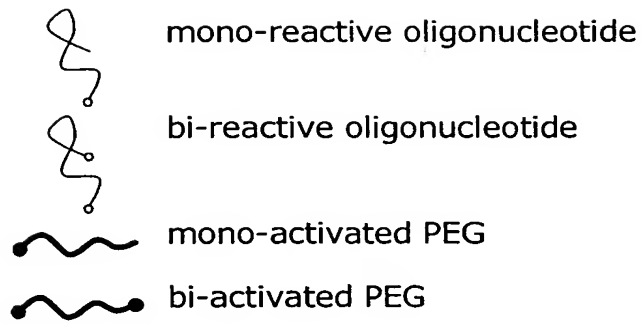 mono-reactive oligonucleotide
bi-reactive oligonucleotide
mono-activated PEG
bi-activated PEG